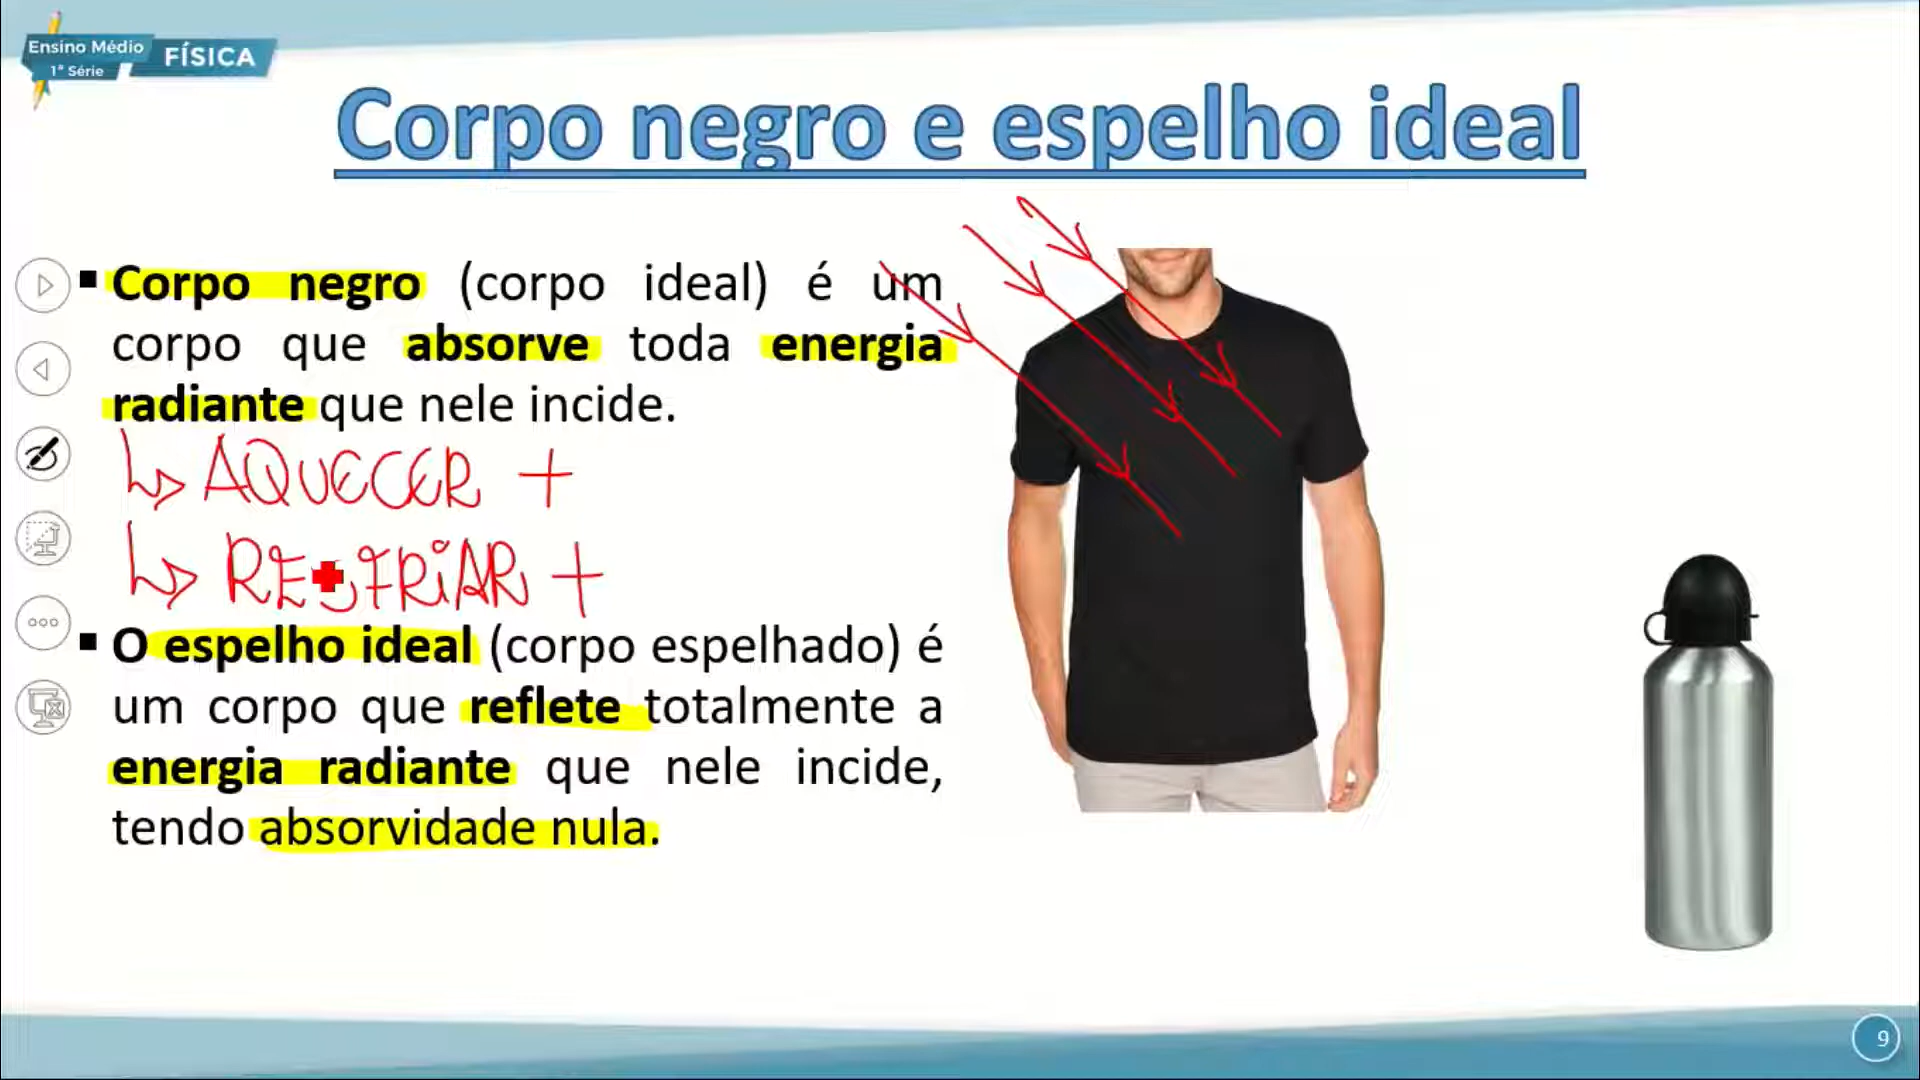 Ensino Médio
1ª Série
FÍSICA
Corpo negro e espelho ideal
▪ Corpo negro (corpo ideal) é um
corpo que absorve toda energia
radiante que nele incide.
↳ AQUECER +
↳ RESFRIAR +
▪ O espelho ideal (corpo espelhado) é
um corpo que reflete totalmente a
energia radiante que nele incide,
tendo absorvidade nula.
9